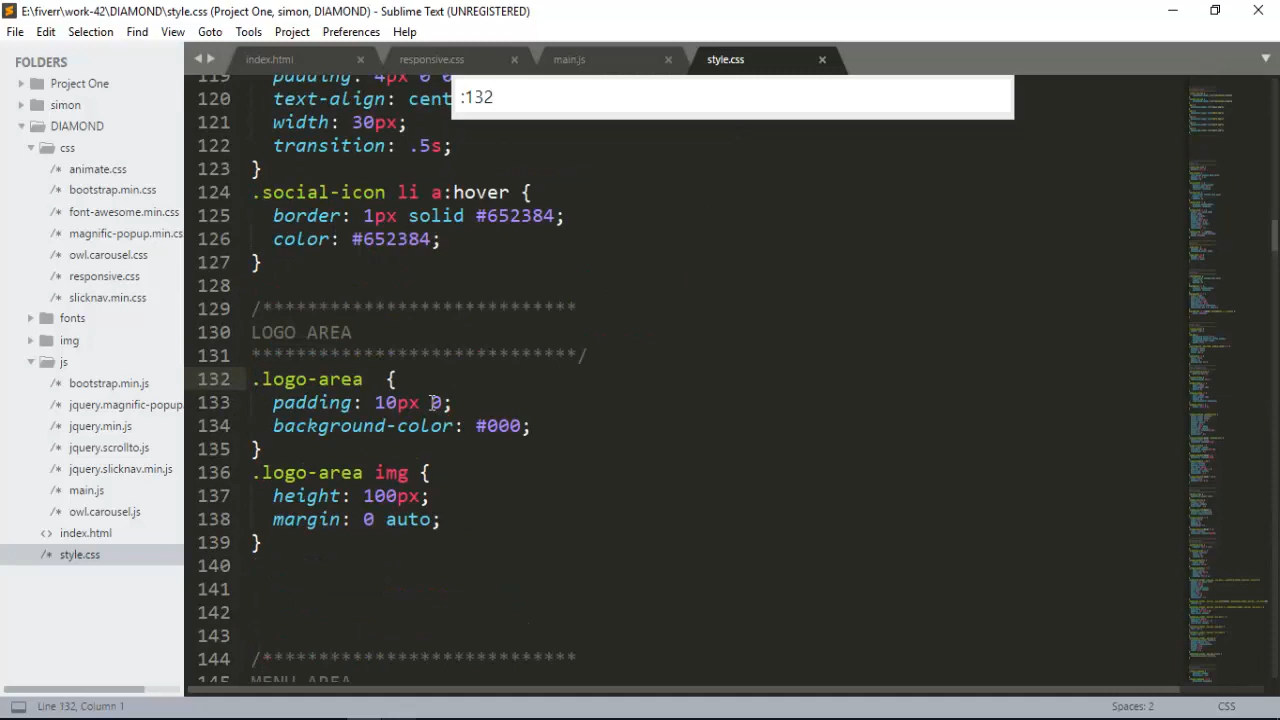 E:\fiverr\work-42\DIAMOND\style.css (Project One, simon, DIAMOND) - Sublime Text (UNREGISTERED)
File Edit Selection Find View Goto Tools Project Preferences Help
FOLDERS
Project One
simon
DIAMOND
css
/* animate.css
/* bootstrap.min.css
/* font-awesome.min.css
/* magnific-popup.min.cs
/* owl.carousel.css
/* responsive.css
/* slicknav.min.css
fonts
img
js
/* bootstrap.min.js
/* jquery.magnific-popup.
/* jquery.min.js
/* jquery.scrollto.js
/* jquery.slicknav.min.js
/* main.js
/* owl.carousel.js
<> index.html
/* style.css
index.html responsive.css main.js style.css
:132
119 padding: 4px 0 0
120 text-align: cent
121 width: 30px;
122 transition: .5s;
123 }
124 .social-icon li a:hover {
125 border: 1px solid #652384;
126 color: #652384;
127 }
128
129 /****************************
130 LOGO AREA
131 ****************************/
132 .logo-area  {
133 padding: 10px 0;
134 background-color: #000;
135 }
136 .logo-area img {
137 height: 100px;
138 margin: 0 auto;
139 }
140
141
142
143
144 /****************************
145 MENU AREA
Line 132, Column 1 Spaces: 2 CSS